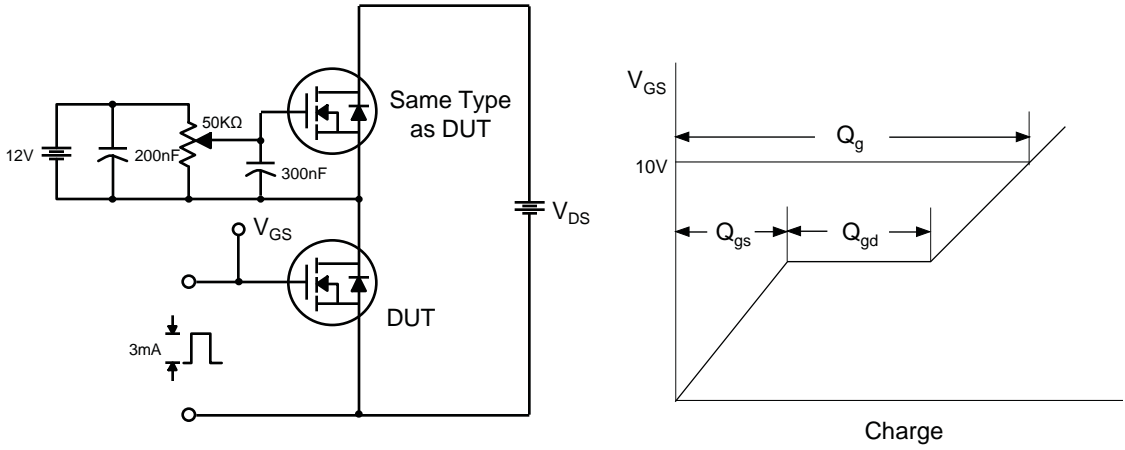 Same Type
as DUT
50KΩ
12V
200nF
300nF
V_GS
V_DS
DUT
3mA
V_GS
Q_g
10V
Q_gs
Q_gd
Charge